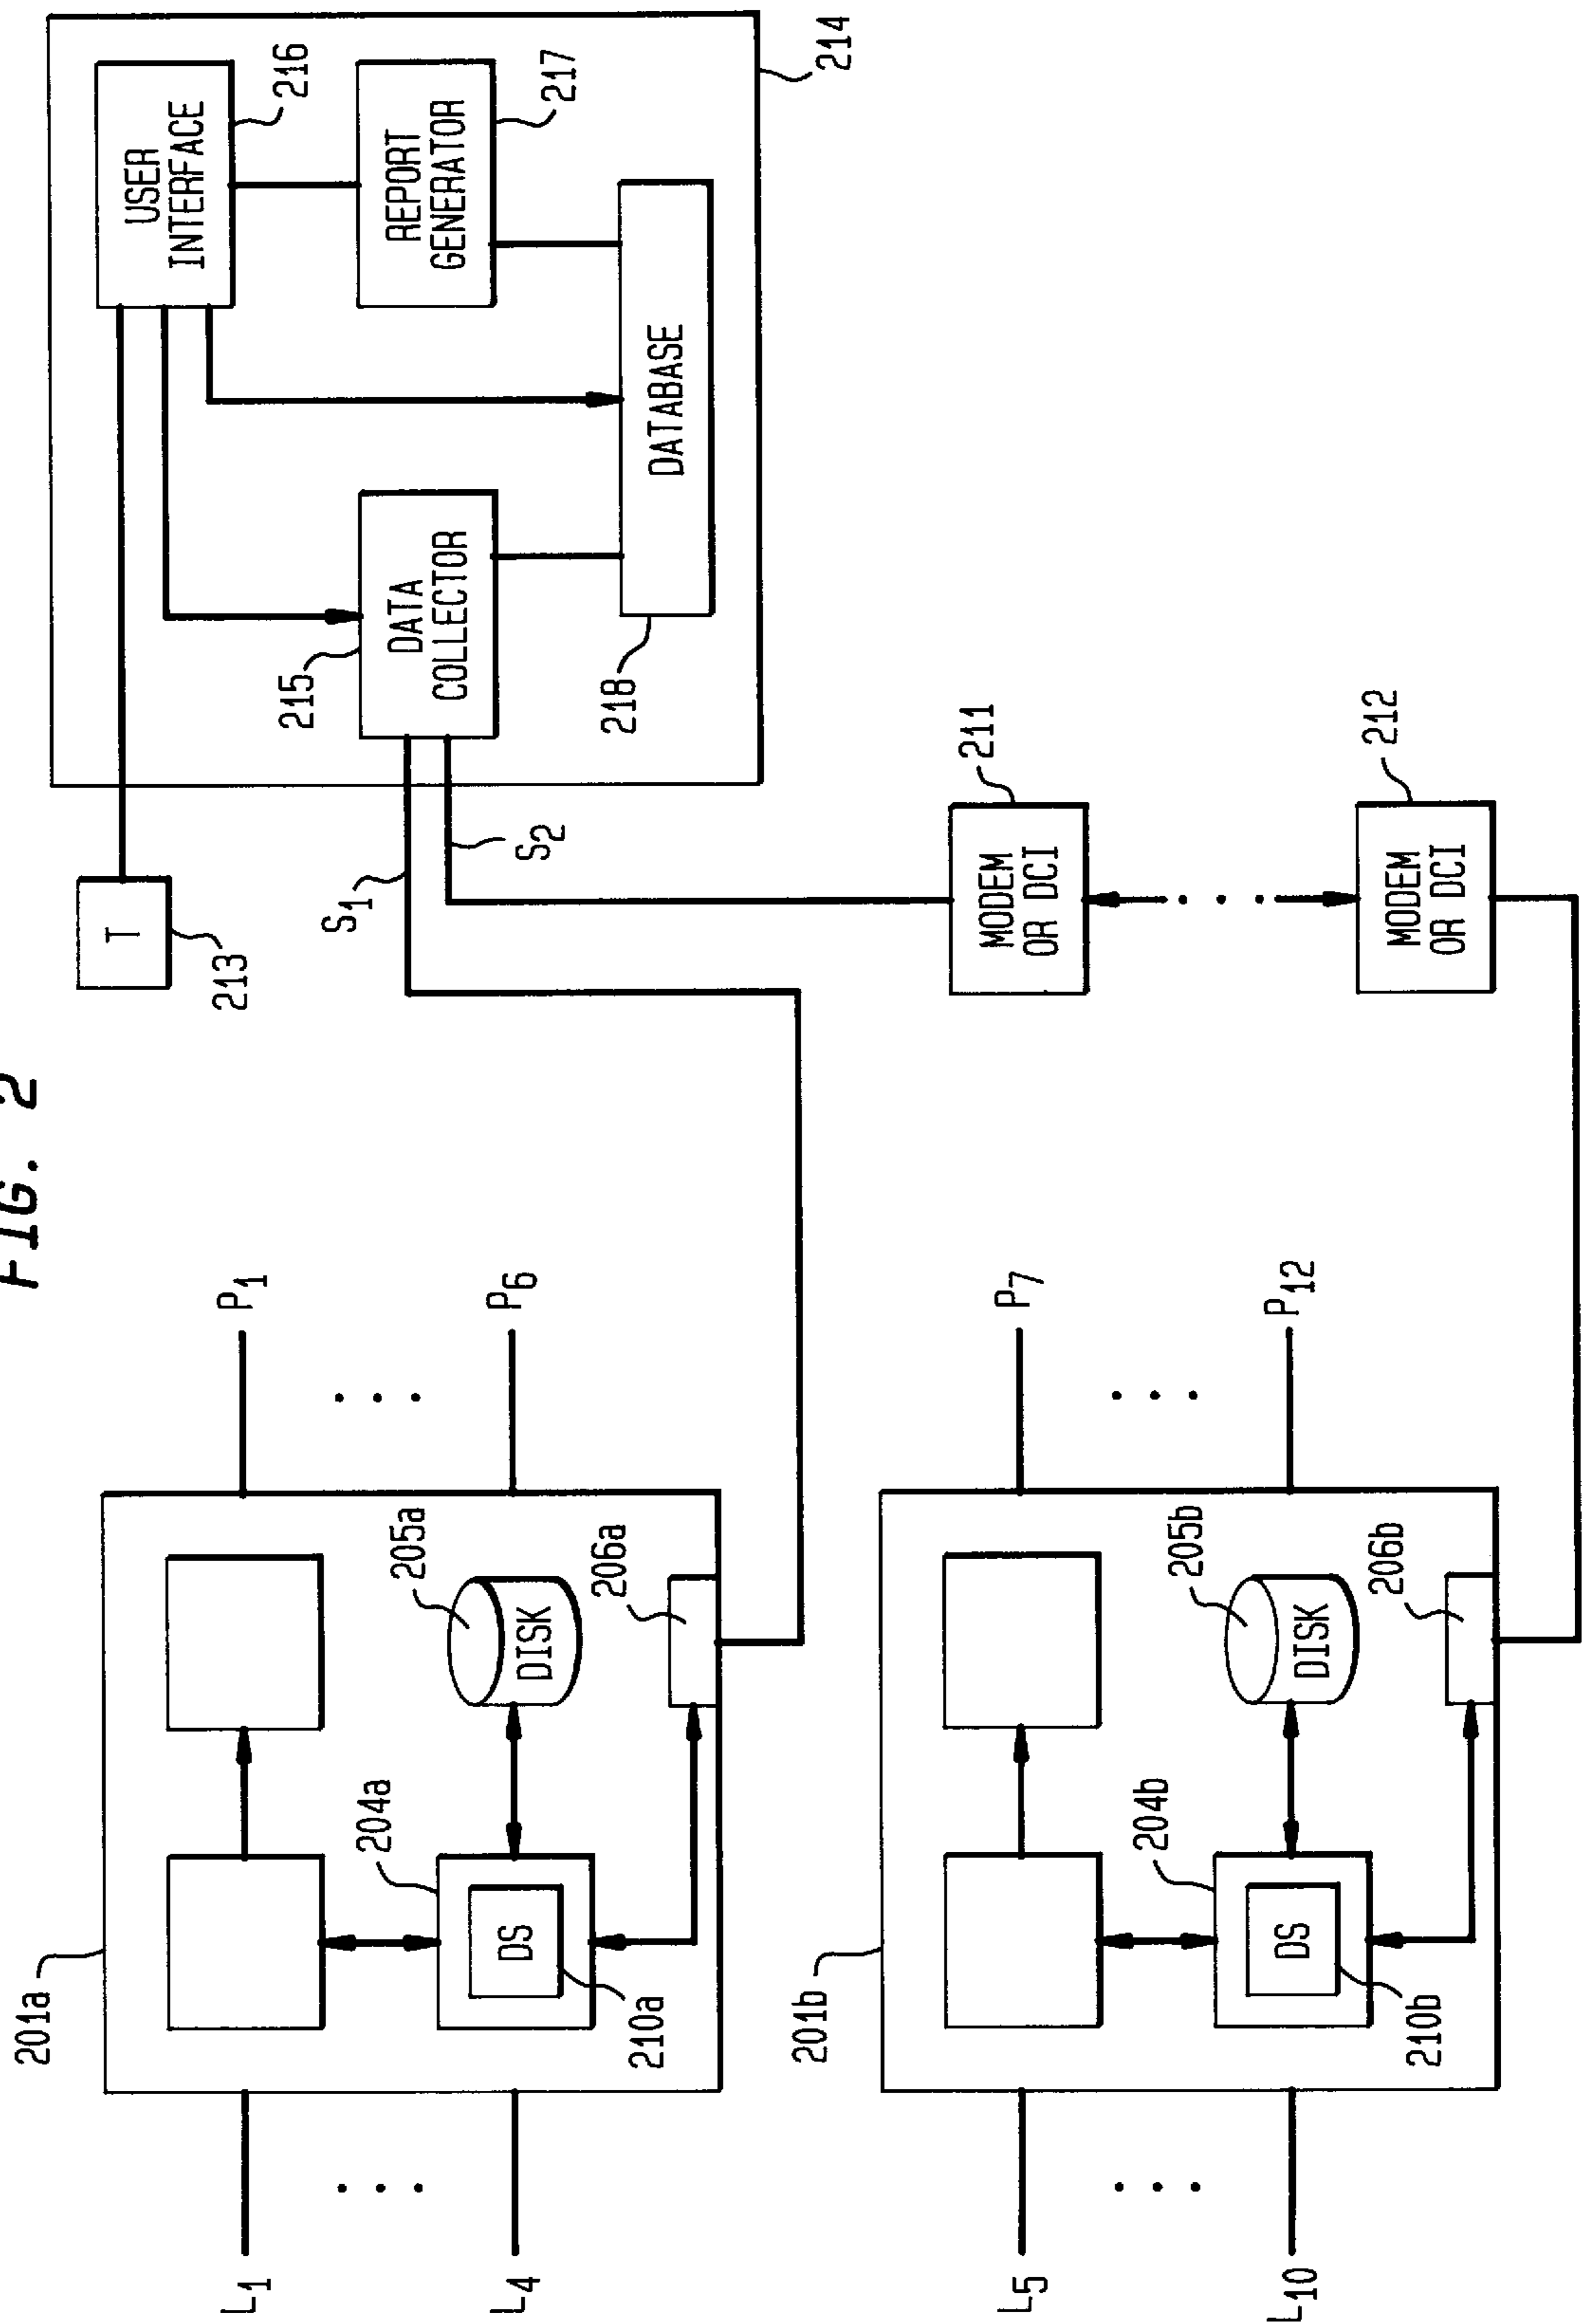 FIG. 2
201a
L1
L4
204a
DS
210a
DISK
205a
206a
P1
P6
T
213
S1
S2
215
DATA
COLLECTOR
USER
INTERFACE
216
REPORT
GENERATOR
217
DATABASE
218
214
201b
L5
L10
204b
DS
210b
DISK
205b
206b
P7
P12
MODEM
OR DCI
211
MODEM
OR DCI
212